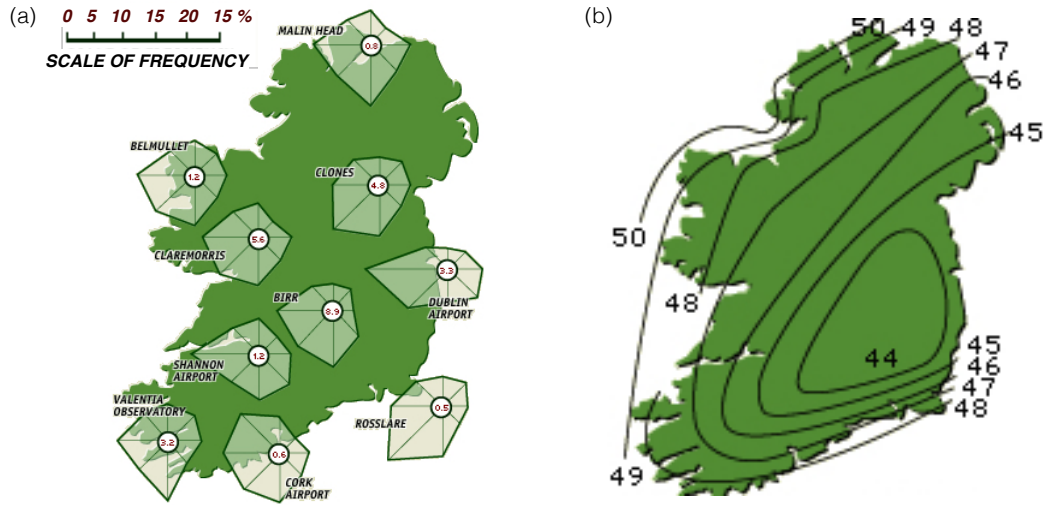 (a)
0 5 10 15 20 15 %
SCALE OF FREQUENCY_
MALIN HEAD
0.8
BELMULLET
1.2
CLONES
4.8
CLAREMORRIS
5.6
DUBLIN
AIRPORT
3.3
BIRR
8.9
SHANNON
AIRPORT
1.2
VALENTIA
OBSERVATORY
3.2
ROSSLARE
0.5
CORK
AIRPORT
0.6
(b)
50 49 48
47
46
45
50
48
44
45
46
47
48
49